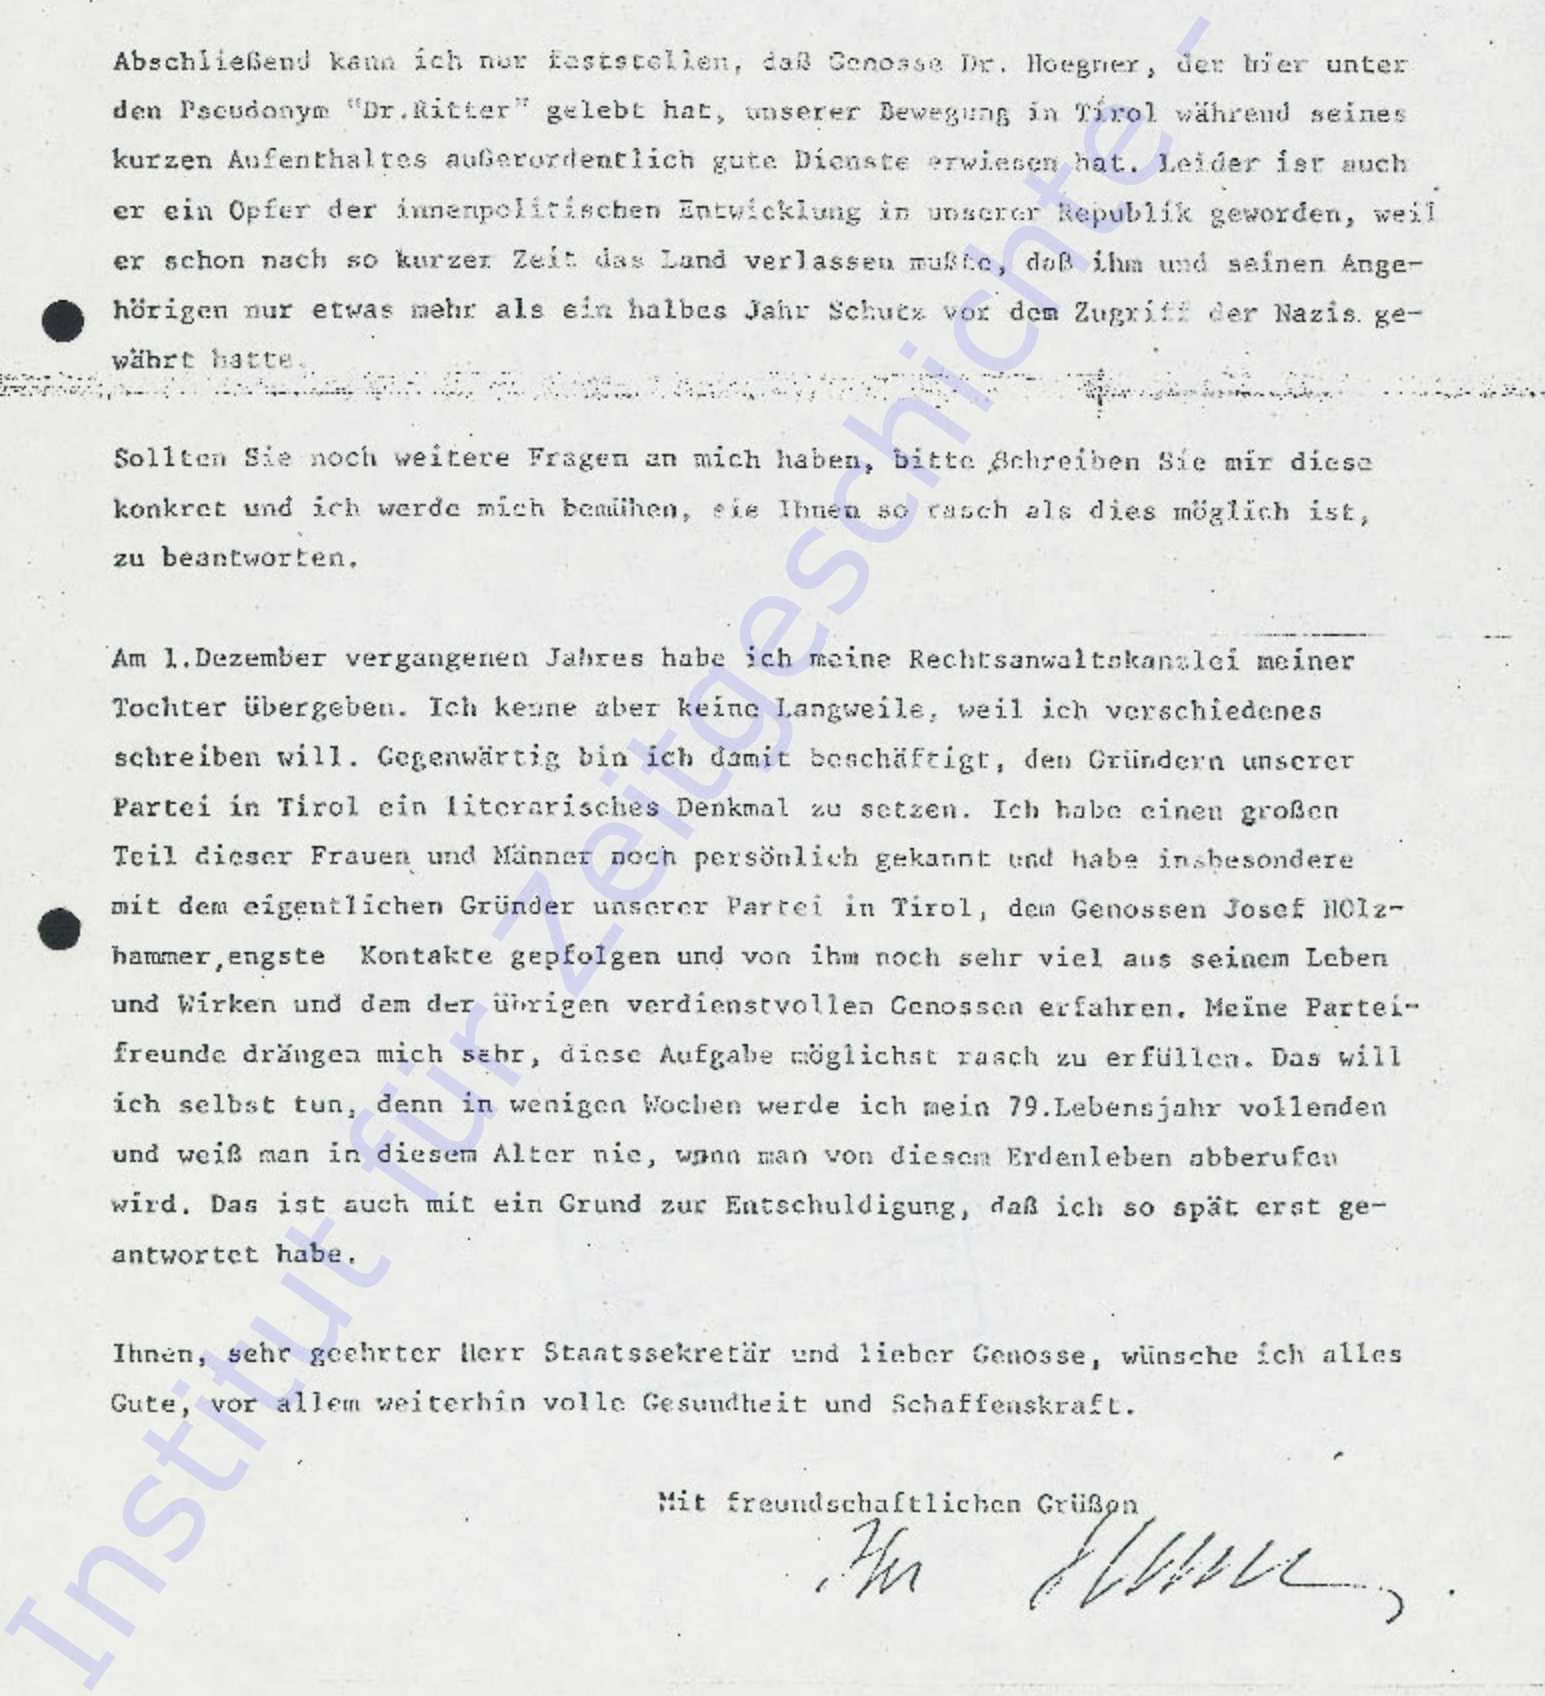 Abschließend kann ich nur feststellen, daß Genosse Dr. Hoegner, der hier unter
den Pseudonym "Dr.Ritter" gelebt hat, unserer Bewegung in Tirol während seines
kurzen Aufenthaltes außerordentlich gute Dienste erwiesen hat. Leider ist auch
er ein Opfer der innenpolitischen Entwicklung in unserer Republik geworden, weil
er schon nach so kurzer Zeit das Land verlassen mußte, daß ihm und seinen Ange-
hörigen nur etwas mehr als ein halbes Jahr Schutz vor dem Zugriff der Nazis ge-
währt hatte.
Sollten Sie noch weitere Fragen an mich haben, bitte schreiben Sie mir diese
konkret und ich werde mich bemühen, sie Ihnen so rasch als dies möglich ist,
zu beantworten.
Am 1.Dezember vergangenen Jahres habe ich meine Rechtsanwaltskanzlei meiner
Tochter übergeben. Ich kenne aber keine Langweile, weil ich verschiedenes
schreiben will. Gegenwärtig bin ich damit beschäftigt, den Gründern unserer
Partei in Tirol ein literarisches Denkmal zu setzen. Ich habe einen großen
Teil dieser Frauen und Männer noch persönlich gekannt und habe insbesondere
mit dem eigentlichen Gründer unserer Partei in Tirol, dem Genossen Josef HOlz-
hammer,engste Kontakte gepfolgen und von ihm noch sehr viel aus seinem Leben
und Wirken und dem der übrigen verdienstvollen Genossen erfahren. Meine Partei-
freunde drängen mich sehr, diese Aufgabe möglichst rasch zu erfüllen. Das will
ich selbst tun, denn in wenigen Wochen werde ich mein 79.Lebensjahr vollenden
und weiß man in diesem Alter nie, wann man von diesem Erdenleben abberufen
wird. Das ist auch mit ein Grund zur Entschuldigung, daß ich so spät erst ge-
antwortet habe.
Ihnen, sehr geehrter Herr Staatssekretär und lieber Genosse, wünsche ich alles
Gute, vor allem weiterhin volle Gesundheit und Schaffenskraft.
Mit freundschaftlichen Grüßen
Ihr
Institut für Zeitgeschichte -